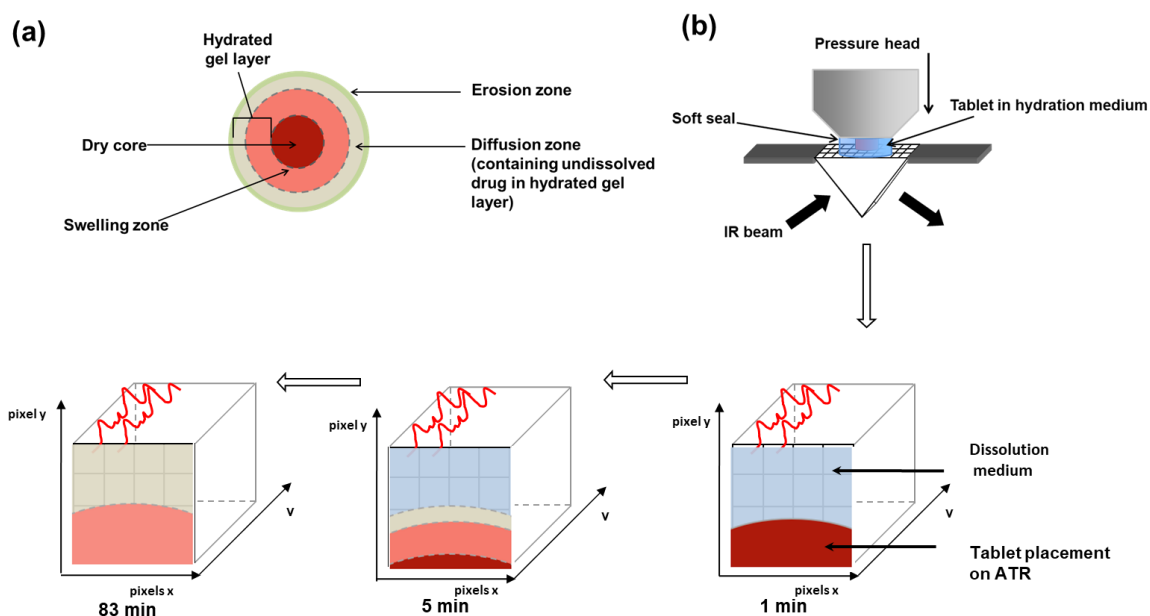 (a)
Hydrated
gel layer
Erosion zone
Dry core
Diffusion zone
(containing undissolved
drug in hydrated gel
layer)
Swelling zone
(b)
Pressure head
Tablet in hydration medium
Soft seal
IR beam
pixel y
v
pixels x
83 min
pixel y
v
pixels x
5 min
pixel y
Dissolution
medium
v
Tablet placement
on ATR
pixels x
1 min